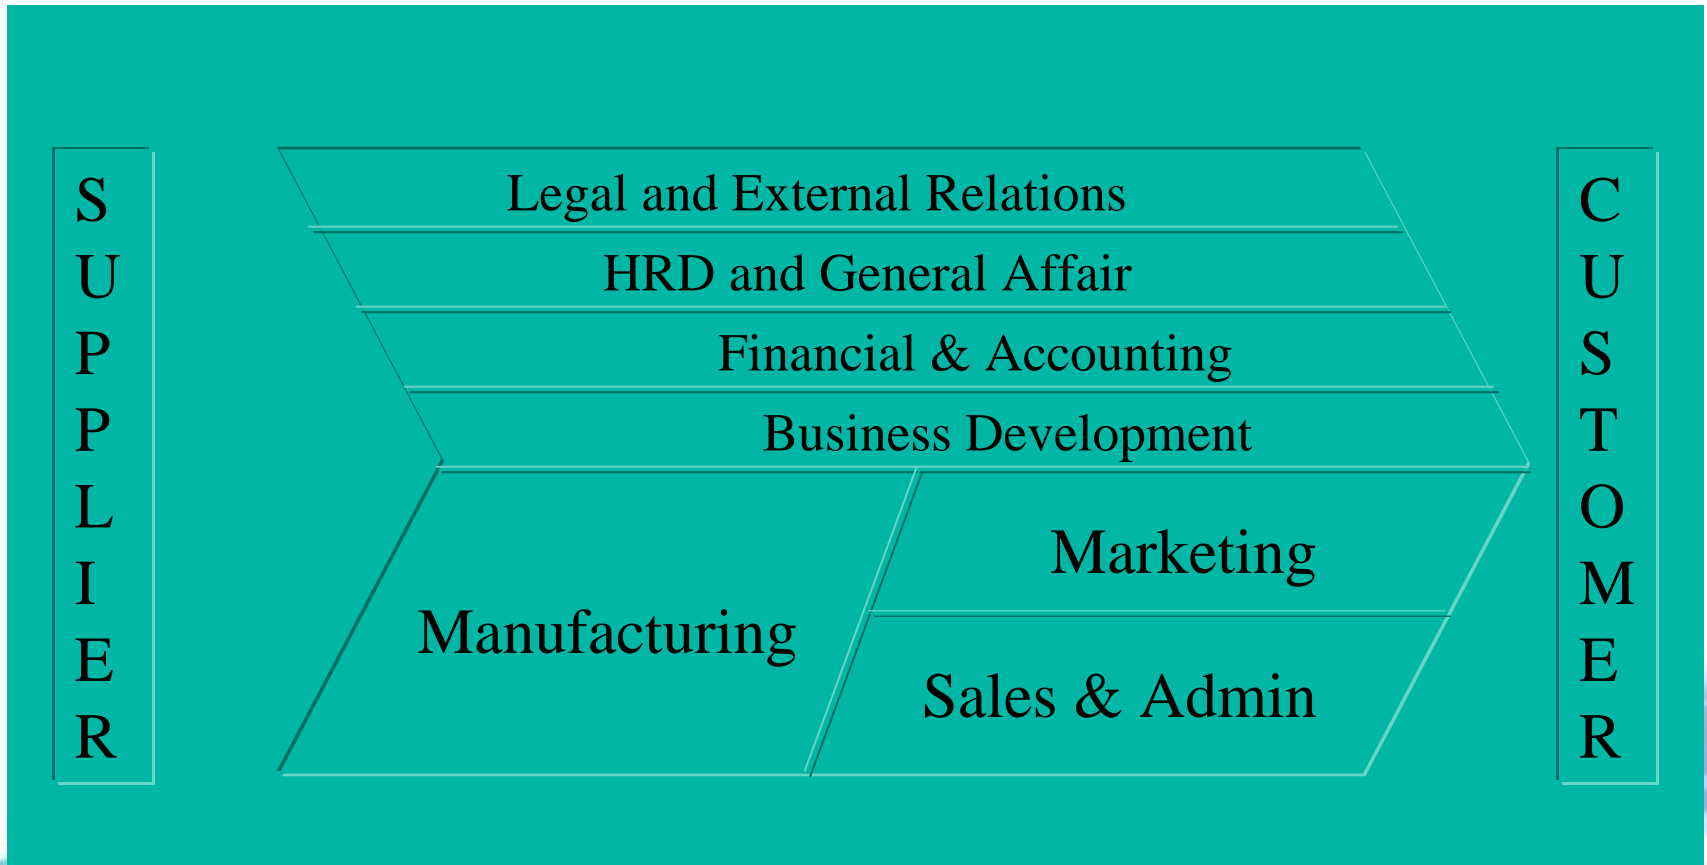 SUPPLIER
Legal and External Relations
HRD and General Affair
Financial & Accounting
Business Development
Manufacturing
Marketing
Sales & Admin
CUSTOMER